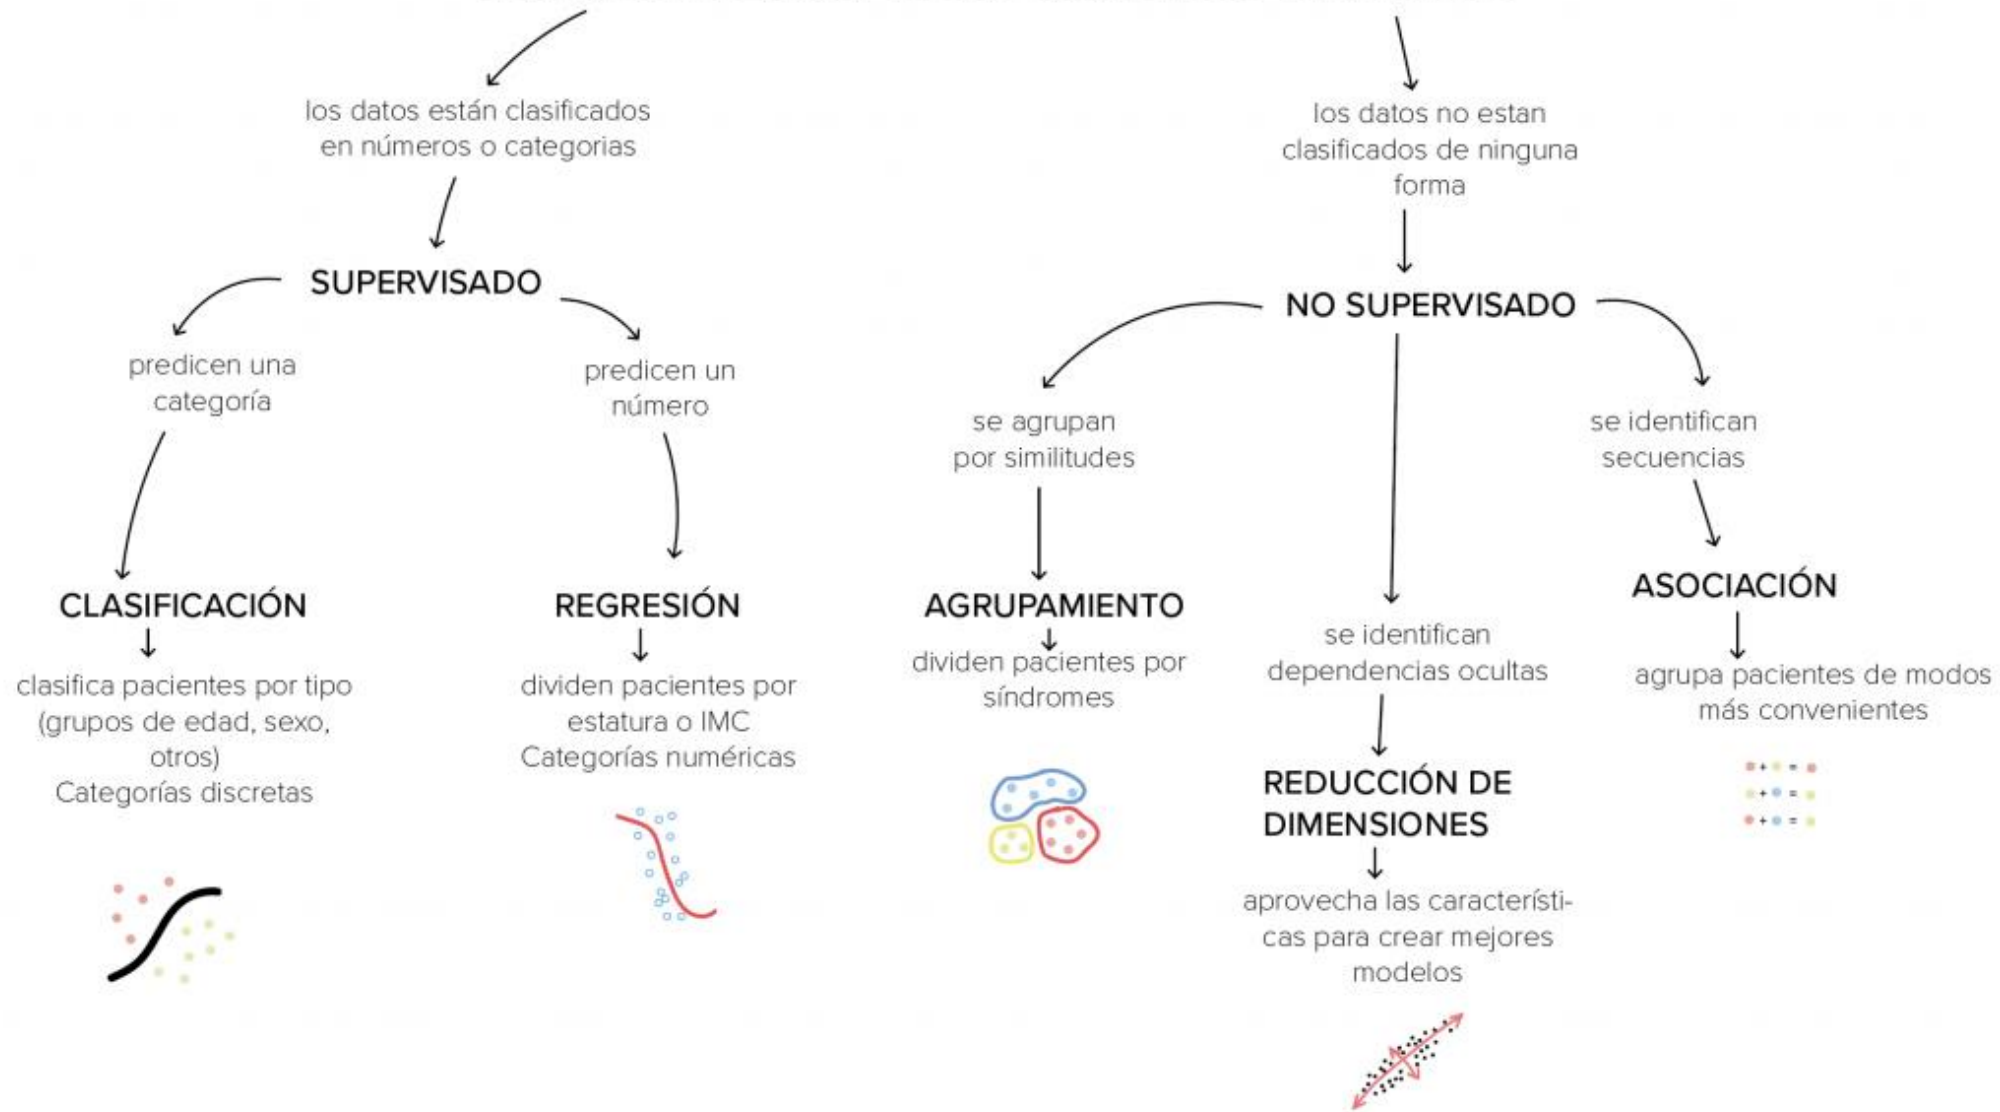 los datos están clasificados
en números o categorias
SUPERVISADO
predicen una
categoría
CLASIFICACIÓN
clasifica pacientes por tipo
(grupos de edad, sexo,
otros)
Categorías discretas
predicen un
número
REGRESIÓN
dividen pacientes por
estatura o IMC
Categorías numéricas
los datos no estan
clasificados de ninguna
forma
NO SUPERVISADO
se agrupan
por similitudes
AGRUPAMIENTO
dividen pacientes por
síndromes
se identifican
dependencias ocultas
REDUCCIÓN DE
DIMENSIONES
aprovecha las característi-
cas para crear mejores
modelos
se identifican
secuencias
ASOCIACIÓN
agrupa pacientes de modos
más convenientes
+ =
+ =
+ =